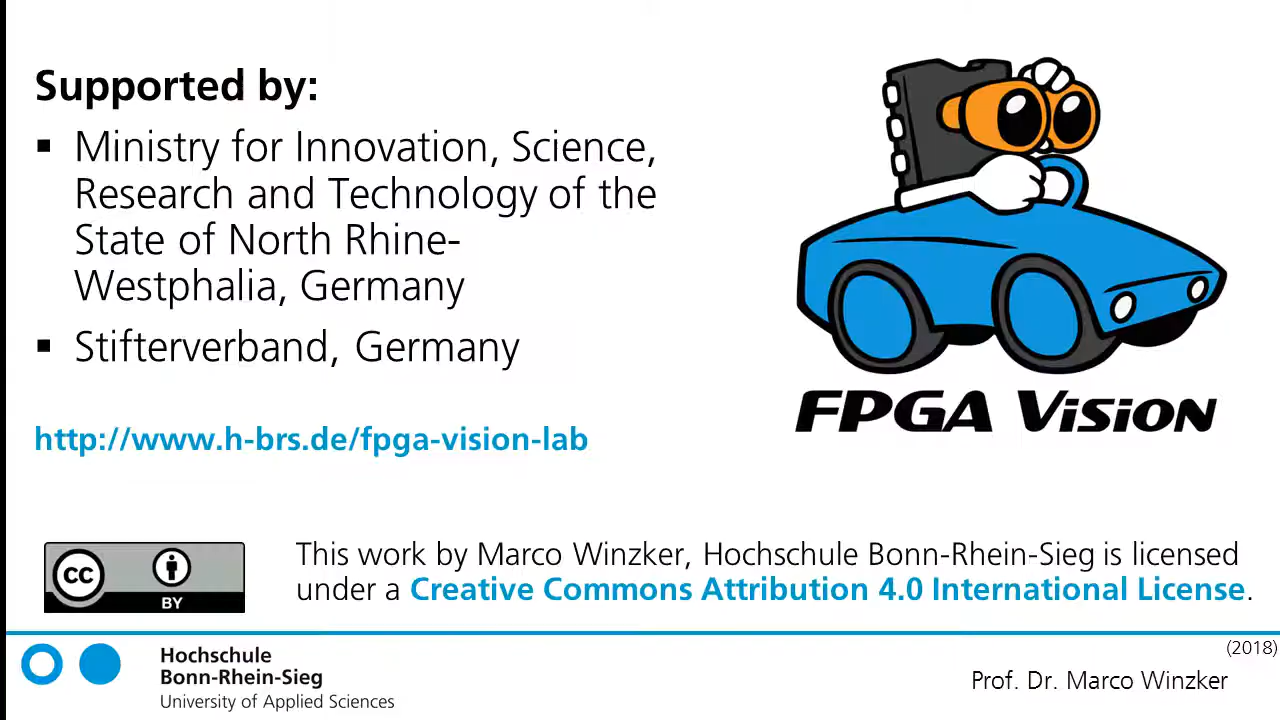 Supported by:
▪ Ministry for Innovation, Science,
Research and Technology of the
State of North Rhine-
Westphalia, Germany
▪ Stifterverband, Germany
http://www.h-brs.de/fpga-vision-lab
FPGA Vision
CC
BY
This work by Marco Winzker, Hochschule Bonn-Rhein-Sieg is licensed
under a Creative Commons Attribution 4.0 International License.
(2018)
Hochschule
Bonn-Rhein-Sieg
University of Applied Sciences
Prof. Dr. Marco Winzker